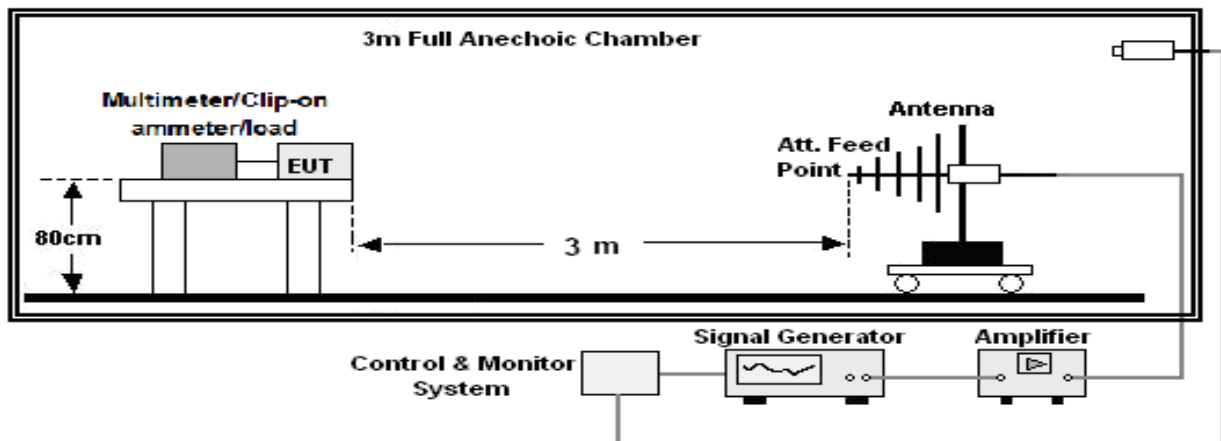 3m Full Anechoic Chamber
Multimeter/Clip-on
ammeter/load
EUT
80cm
3 m
Antenna
Att. Feed
Point
Signal Generator
Amplifier
Control & Monitor
System